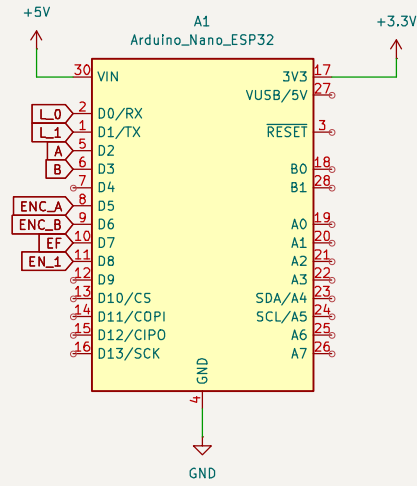 +5V
A1
+3.3V
Arduino_Nano_ESP32
30 VIN 3V3 17
VUSB/5V 27
L_0 2 D0/RX
L_1 1 D1/TX RESET 3
A 5 D2
B 6 D3 B0 18
7 D4 B1 28
ENC_A 8 D5
ENC_B 9 D6 A0 19
EF 10 D7 A1 20
EN_1 11 D8 A2 21
12 D9 A3 22
13 D10/CS SDA/A4 23
14 D11/COPI SCL/A5 24
15 D12/CIPO A6 25
16 D13/SCK A7 26
GND
4
GND